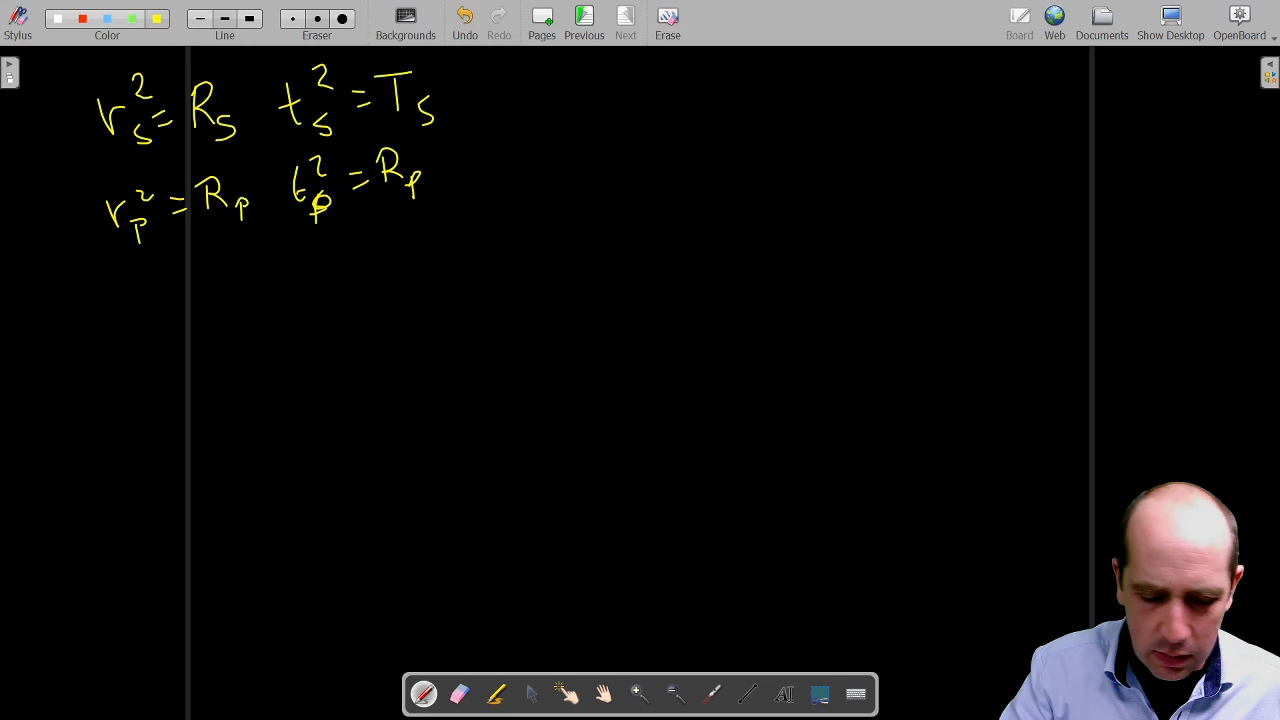 Stylus Color Line Eraser Backgrounds Undo Redo Pages Previous Next Erase Board Web Documents Show Desktop OpenBoard
r_s^2 = R_s t_s^2 = T_s
r_p^2 = R_p t_p^2 = R_p